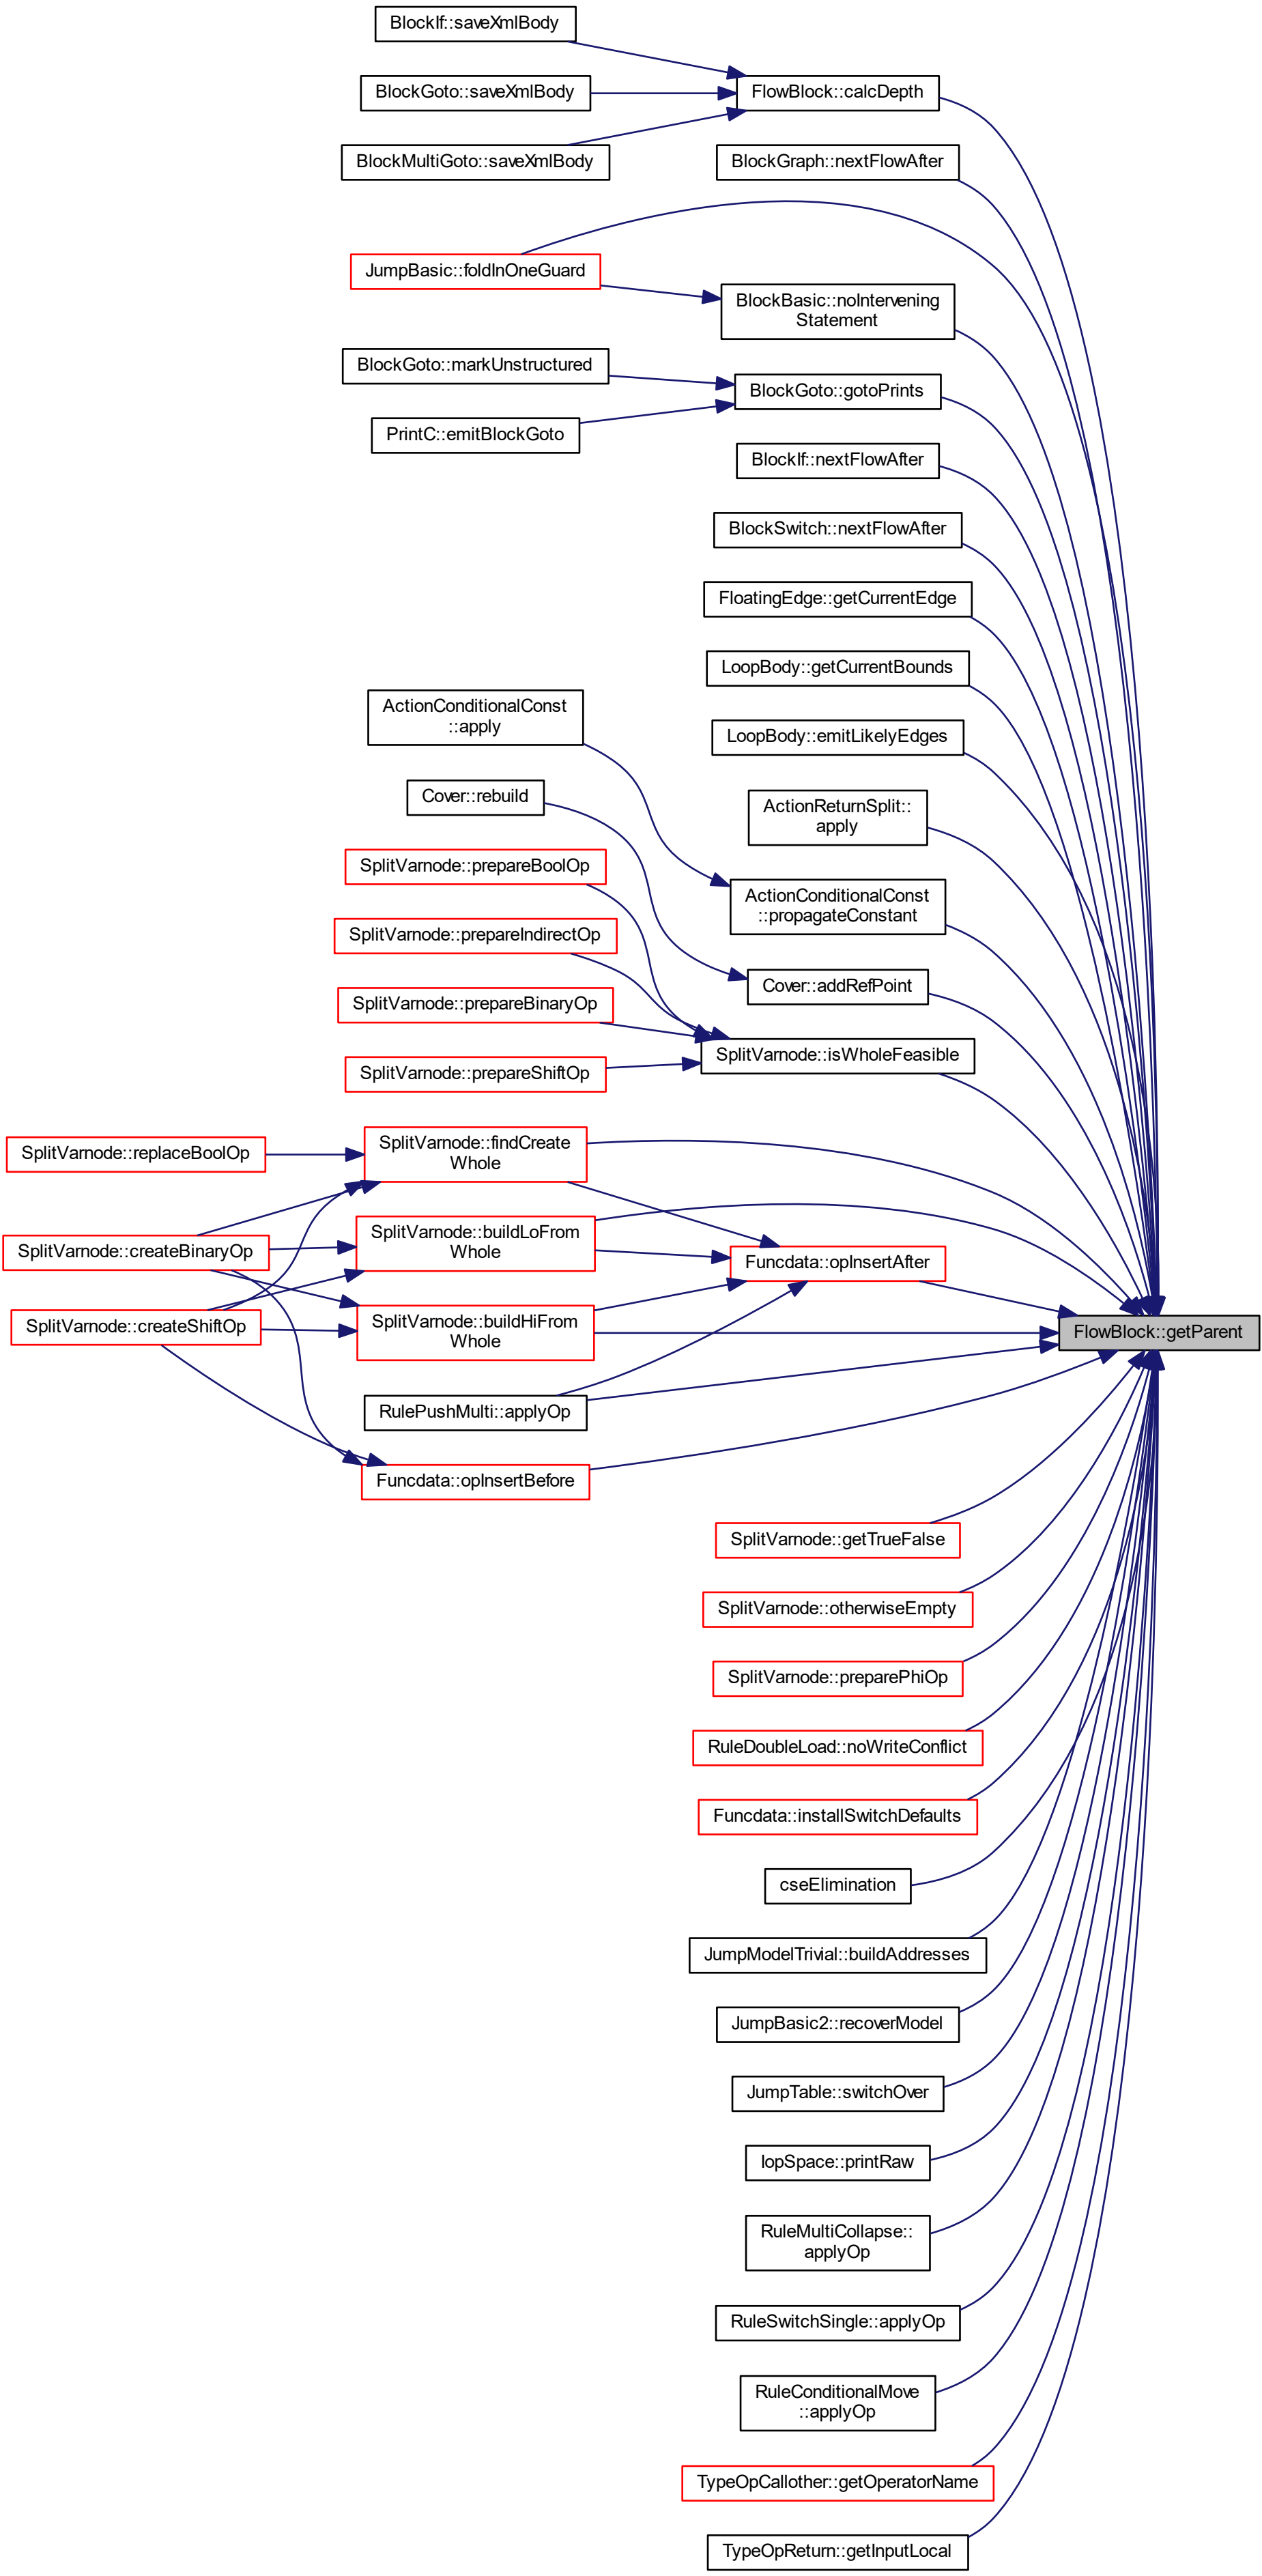 BlockIf::saveXmlBody
BlockGoto::saveXmlBody
FlowBlock::calcDepth
BlockMultiGoto::saveXmlBody
BlockGraph::nextFlowAfter
JumpBasic::foldInOneGuard
BlockBasic::noIntervening
Statement
BlockGoto::markUnstructured
BlockGoto::gotoPrints
PrintC::emitBlockGoto
BlockIf::nextFlowAfter
BlockSwitch::nextFlowAfter
FloatingEdge::getCurrentEdge
LoopBody::getCurrentBounds
ActionConditionalConst
::apply
LoopBody::emitLikelyEdges
Cover::rebuild
ActionReturnSplit::
apply
SplitVarnode::prepareBoolOp
ActionConditionalConst
::propagateConstant
SplitVarnode::prepareIndirectOp
Cover::addRefPoint
SplitVarnode::prepareBinaryOp
SplitVarnode::isWholeFeasible
SplitVarnode::prepareShiftOp
SplitVarnode::replaceBoolOp
SplitVarnode::findCreate
Whole
SplitVarnode::createBinaryOp
SplitVarnode::buildLoFrom
Whole
Funcdata::opInsertAfter
SplitVarnode::createShiftOp
SplitVarnode::buildHiFrom
Whole
FlowBlock::getParent
RulePushMulti::applyOp
Funcdata::opInsertBefore
SplitVarnode::getTrueFalse
SplitVarnode::otherwiseEmpty
SplitVarnode::preparePhiOp
RuleDoubleLoad::noWriteConflict
Funcdata::installSwitchDefaults
cseElimination
JumpModelTrivial::buildAddresses
JumpBasic2::recoverModel
JumpTable::switchOver
IopSpace::printRaw
RuleMultiCollapse::
applyOp
RuleSwitchSingle::applyOp
RuleConditionalMove
::applyOp
TypeOpCallother::getOperatorName
TypeOpReturn::getInputLocal